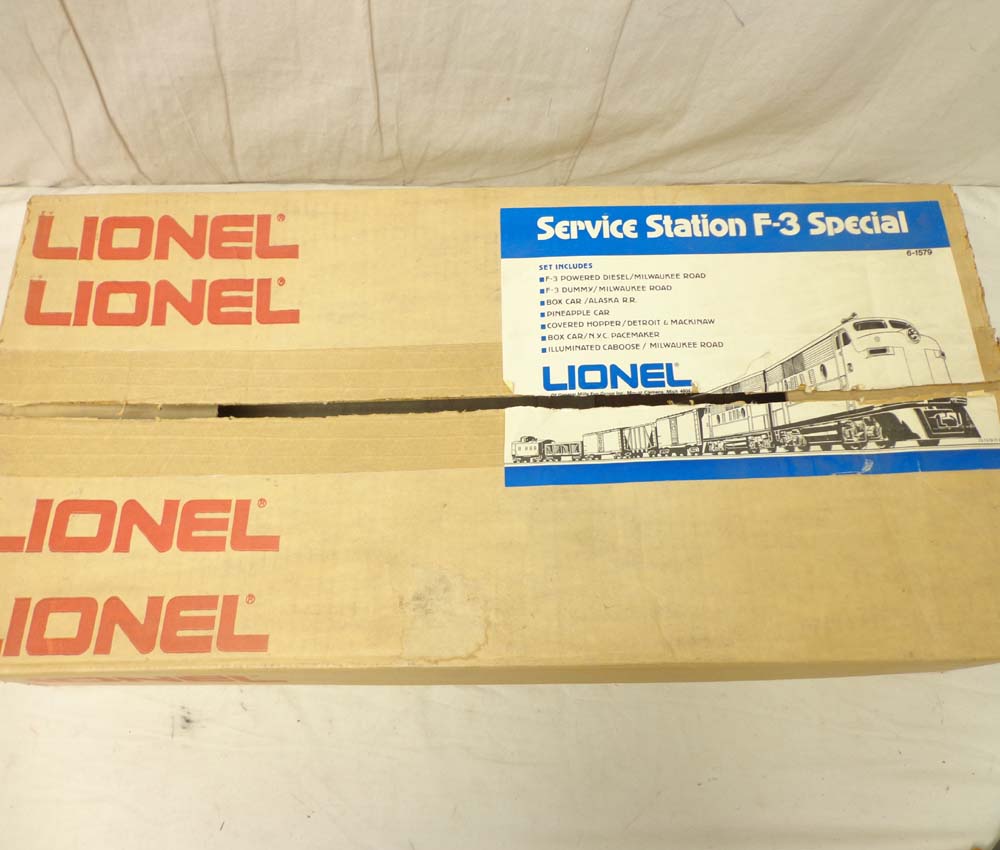 LIONEL®
LIONEL®
Service Station F-3 Special
6-1579
SET INCLUDES
F-3 POWERED DIESEL/MILWAUKEE ROAD
F-3 DUMMY/MILWAUKEE ROAD
BOX CAR/ALASKA R.R.
PINEAPPLE CAR
COVERED HOPPER/DETROIT & MACKINAW
BOX CAR/N.Y.C. PACEMAKER
ILLUMINATED CABOOSE/MILWAUKEE ROAD
LIONEL®
LIONEL®
LIONEL®